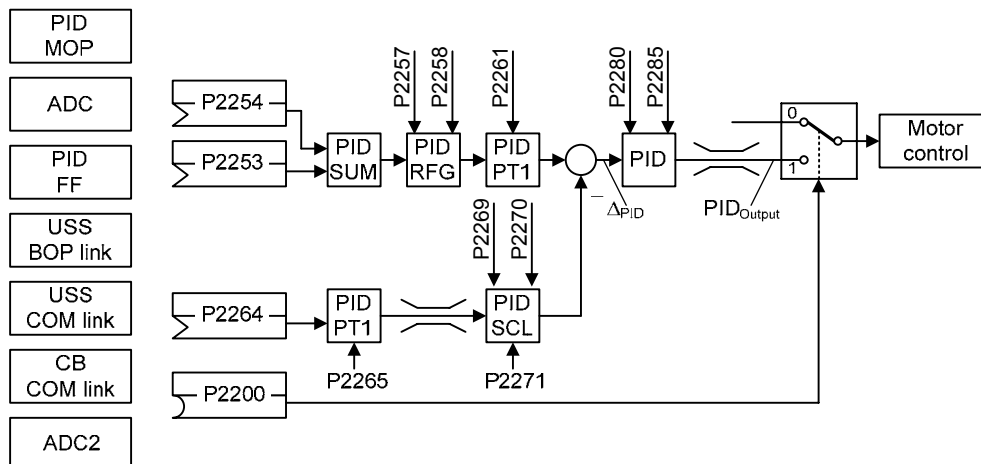 PID
MOP
ADC
PID
FF
USS
BOP link
USS
COM link
CB
COM link
ADC2
P2254
P2253
P2264
P2200
PID
SUM
P2257
P2258
PID
RFG
P2261
PID
PT1
−
ΔPID
P2280
P2285
PID
PIDOutput
0
1
Motor
control
PID
PT1
P2265
P2269
P2270
PID
SCL
P2271